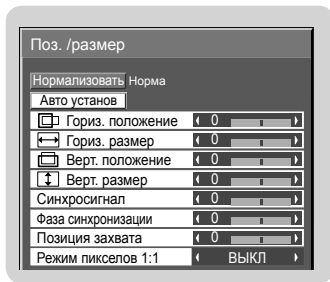 Поз. /размер
Нормализовать Норма
Авто установ
Гориз. положение 0
Гориз. размер 0
Верт. положение 0
Верт. размер 0
Синхросигнал 0
Фаза синхронизации 0
Позиция захвата 0
Режим пикселов 1:1 ВЫКЛ